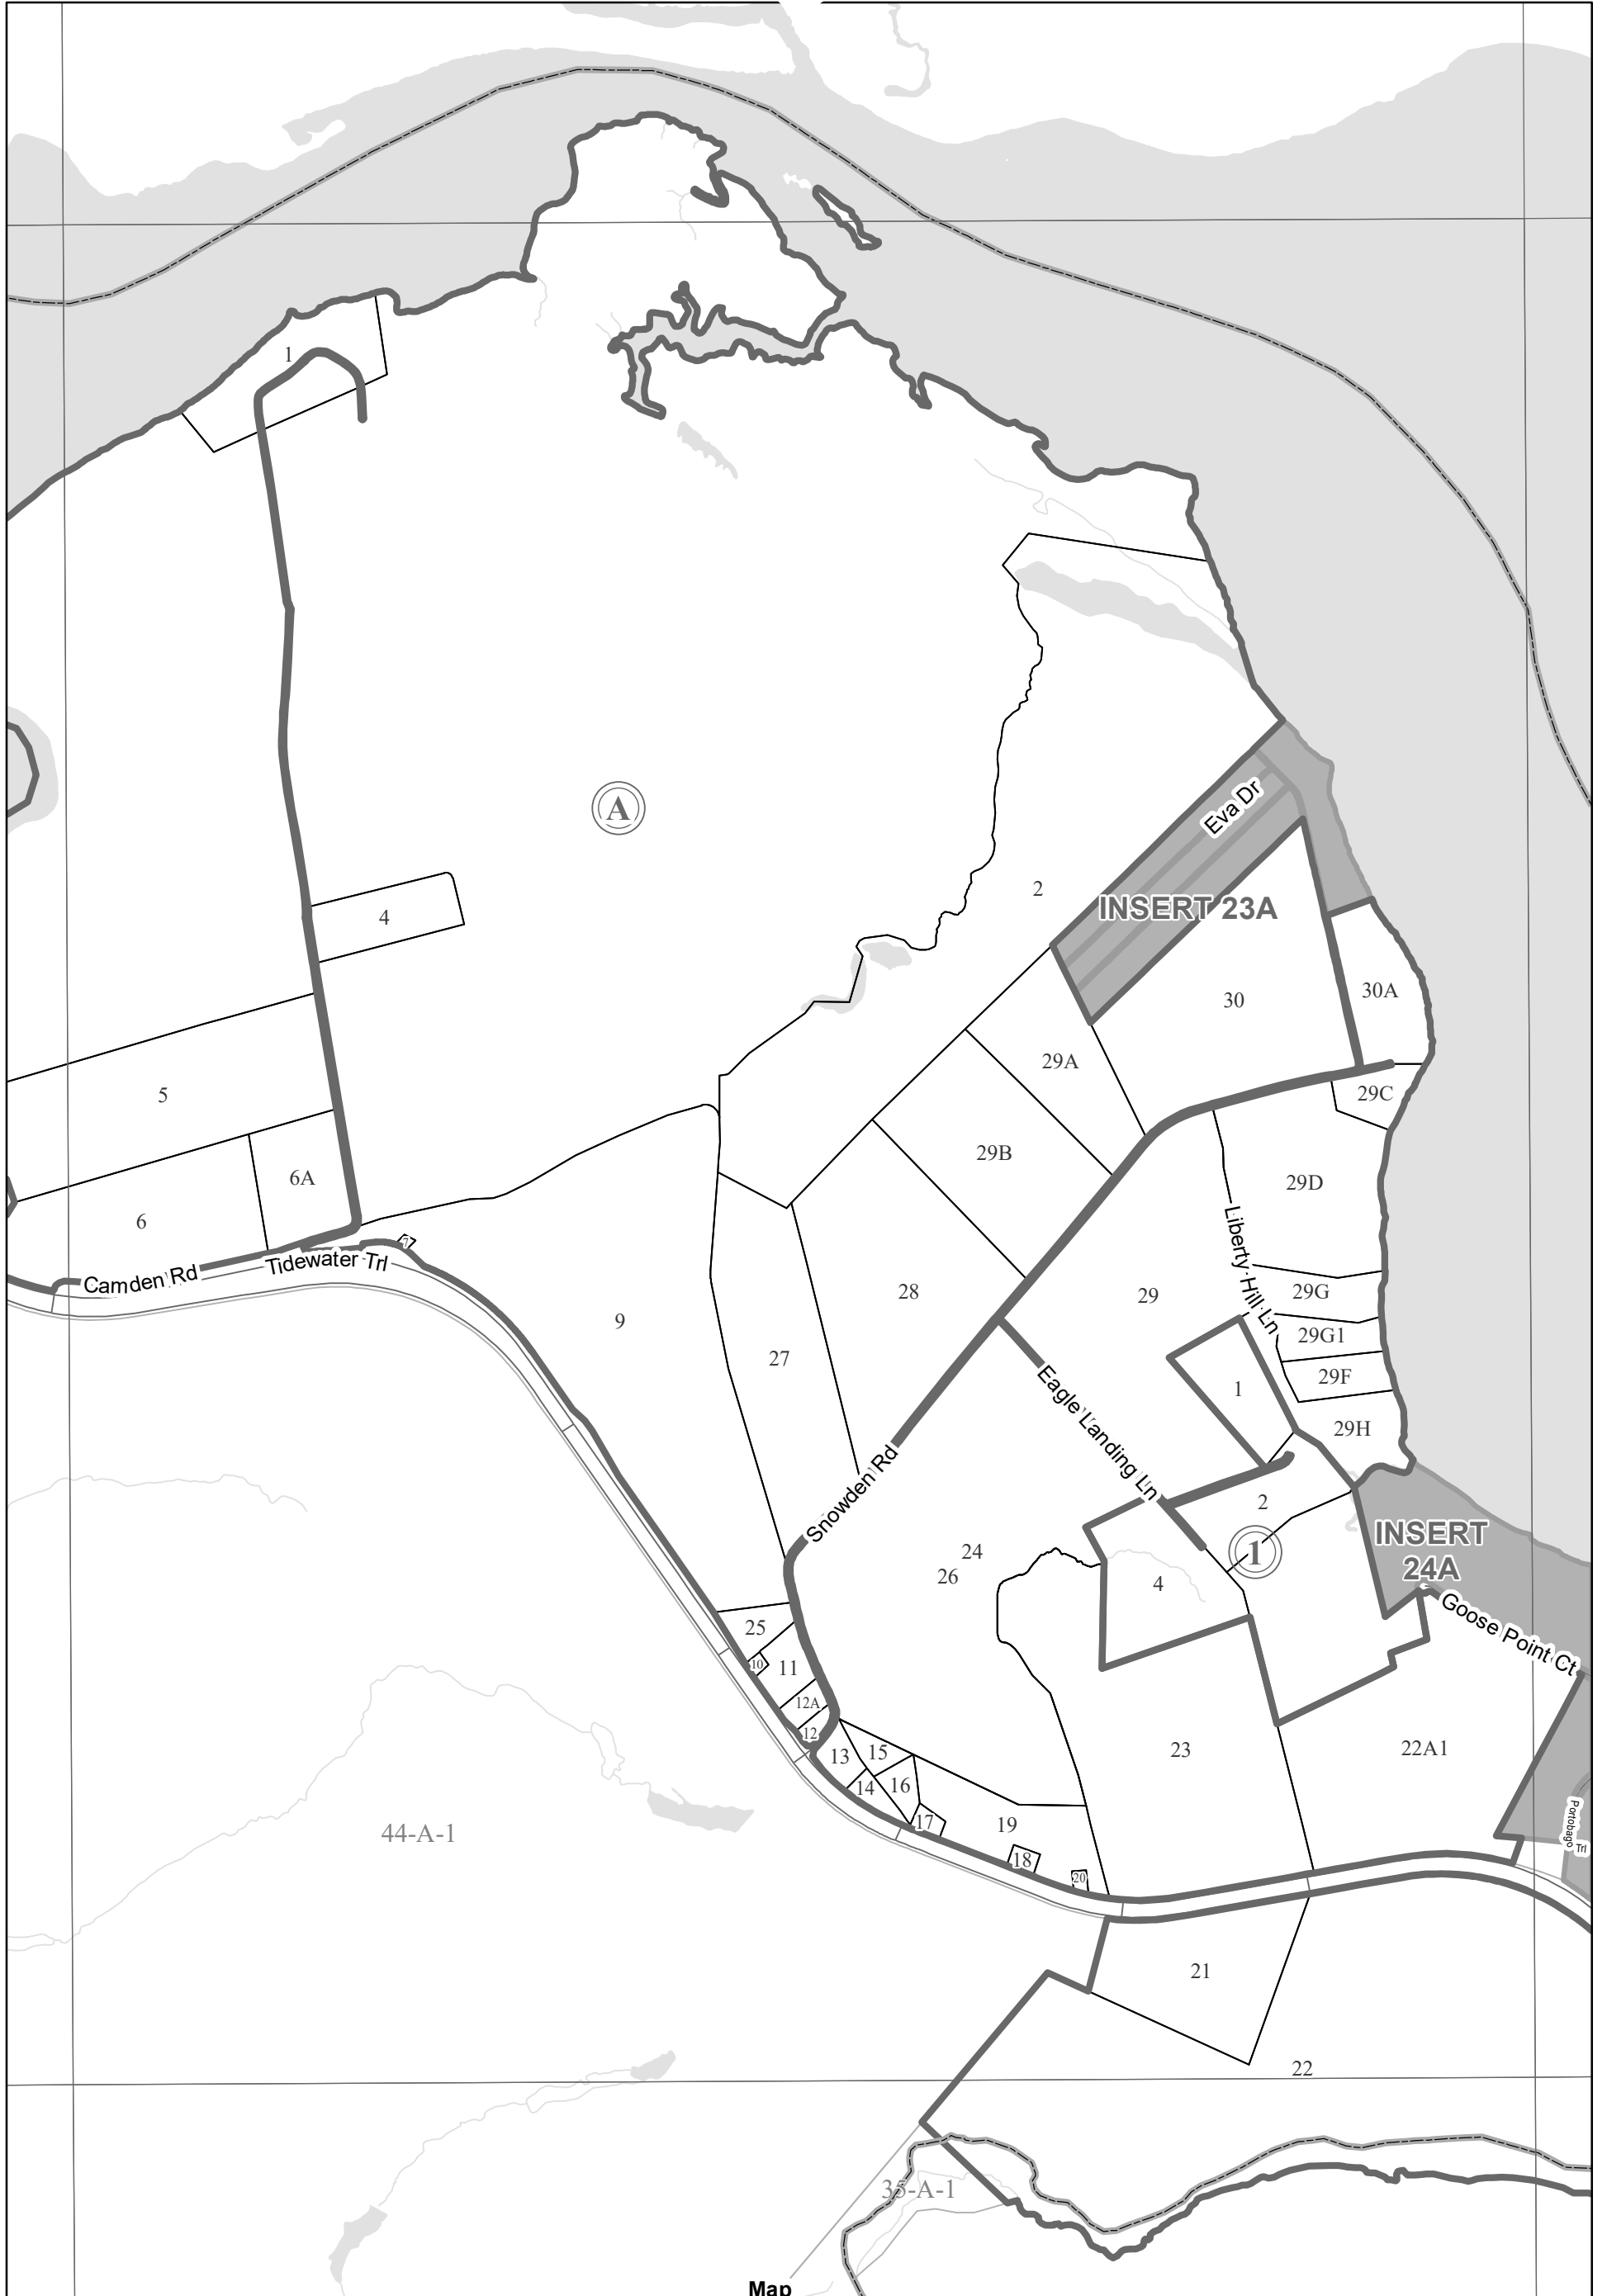 1
A
Eva Dr
2
INSERT 23A
4
30A
30
29A
5
29C
29B
6A
29D
6
Tidewater Trl
Camden Rd
7
Liberty Hill Ln
28
29
29G
9
29G1
27
29F
1
Eagle Landing Ln
29H
Snowden Rd
2
INSERT
24A
24
1
26
4
Goose Point Ct
25
10
11
12A
12
13
15
23
22A1
14
16
17
19
Portobago Trl
44-A-1
18
20
21
22
35-A-1
Map